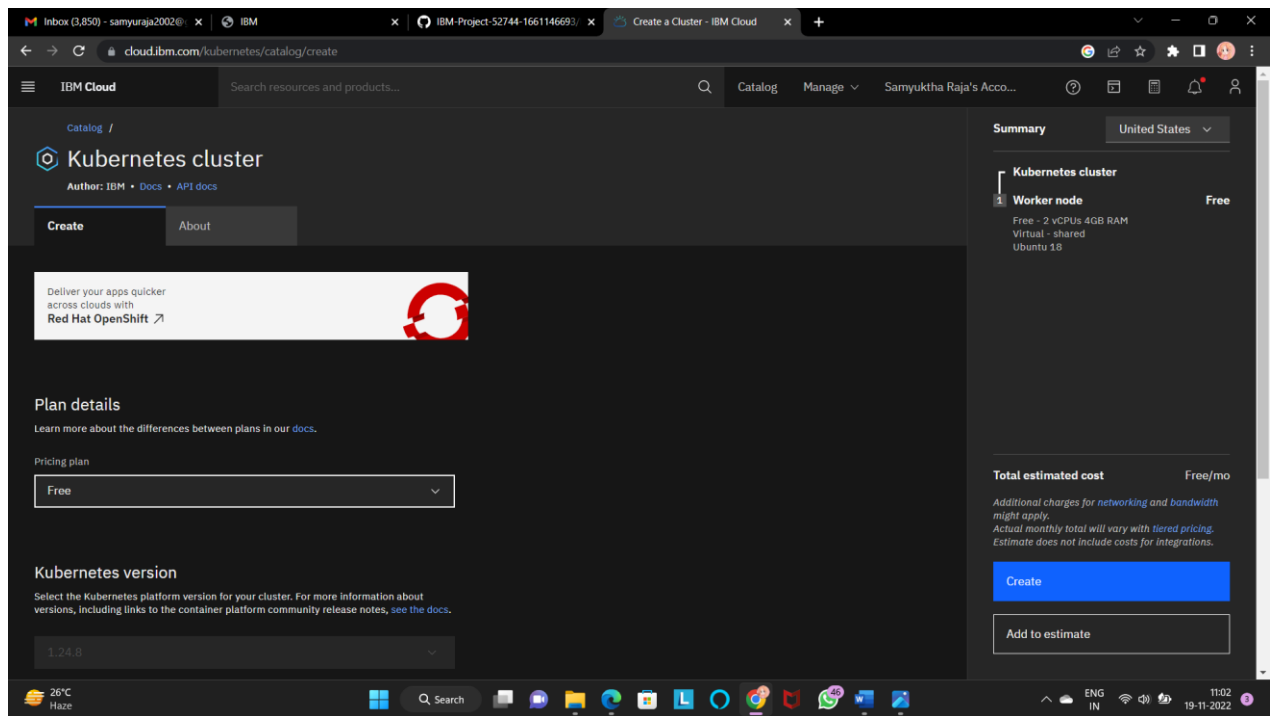 Inbox (3,850) - samyuraja2002@
IBM
IBM-Project-52744-1661146693/
Create a Cluster - IBM Cloud
cloud.ibm.com/kubernetes/catalog/create
IBM Cloud
Search resources and products...
Catalog
Manage
Samyuktha Raja's Acco...
Catalog /
Kubernetes cluster
Author: IBM • Docs • API docs
Create
About
Deliver your apps quicker
across clouds with
Red Hat OpenShift
Plan details
Learn more about the differences between plans in our docs.
Pricing plan
Free
Kubernetes version
Select the Kubernetes platform version for your cluster. For more information about
versions, including links to the container platform community release notes, see the docs.
1.24.8
Summary
United States
Kubernetes cluster
1 Worker node Free
Free - 2 vCPUs 4GB RAM
Virtual - shared
Ubuntu 18
Total estimated cost Free/mo
Additional charges for networking and bandwidth
might apply.
Actual monthly total will vary with tiered pricing.
Estimate does not include costs for integrations.
Create
Add to estimate
26°C
Haze
Search
L
46
W
ENG
IN
11:02
19-11-2022
3